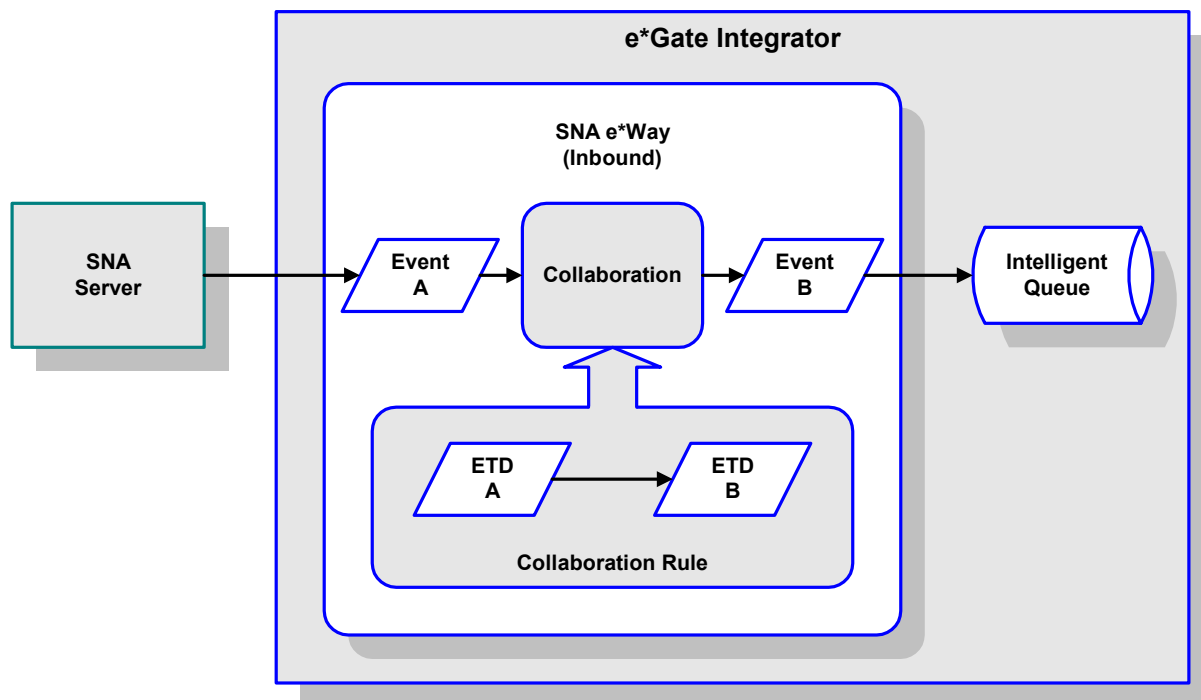 e*Gate Integrator
SNA e*Way
(Inbound)
SNA
Server
Event
A
Collaboration
Event
B
Intelligent
Queue
ETD
A
ETD
B
Collaboration Rule